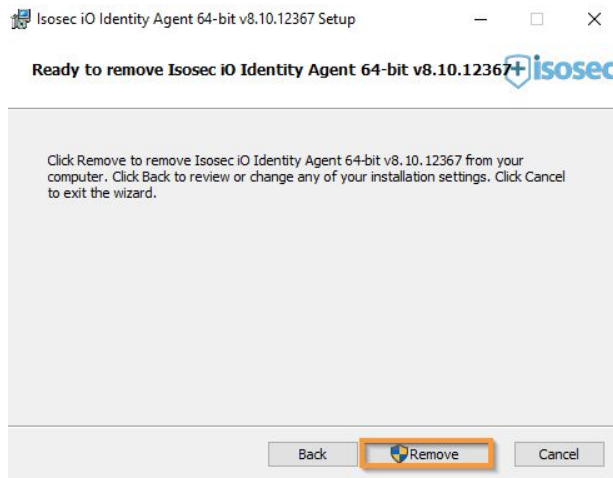 Isosec iO Identity Agent 64-bit v8.10.12367 Setup
Ready to remove Isosec iO Identity Agent 64-bit v8.10.12367
isosec
Click Remove to remove Isosec iO Identity Agent 64-bit v8.10.12367 from your
computer. Click Back to review or change any of your installation settings. Click Cancel
to exit the wizard.
Back
Remove
Cancel